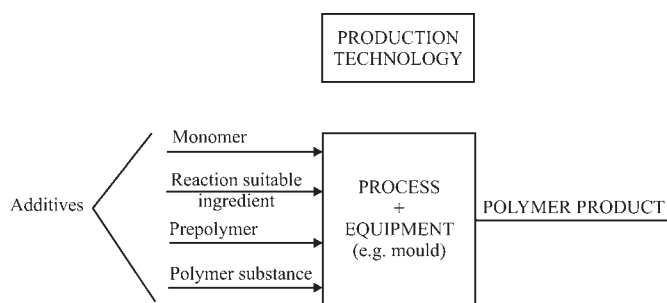 PRODUCTION
TECHNOLOGY
Monomer
Reaction suitable
ingredient
Additives
Prepolymer
Polymer substance
PROCESS
+
EQUIPMENT
(e.g. mould)
POLYMER PRODUCT